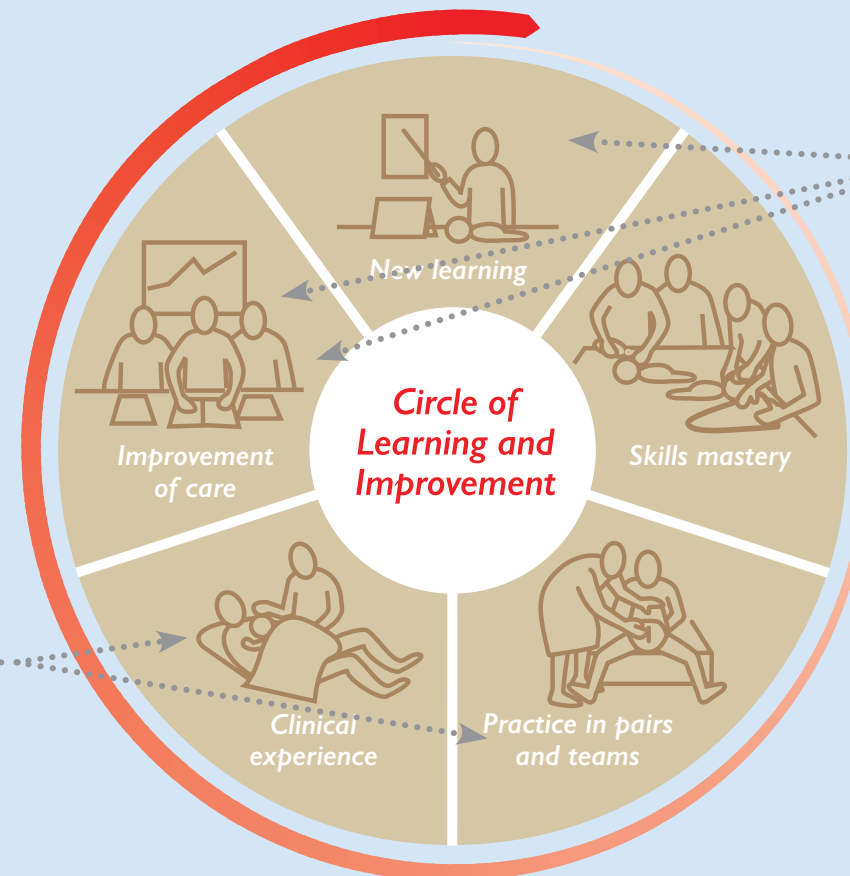 New learning
Circle of
Learning and
Improvement
Improvement
of care
Skills mastery
Clinical
experience
Practice in pairs
and teams